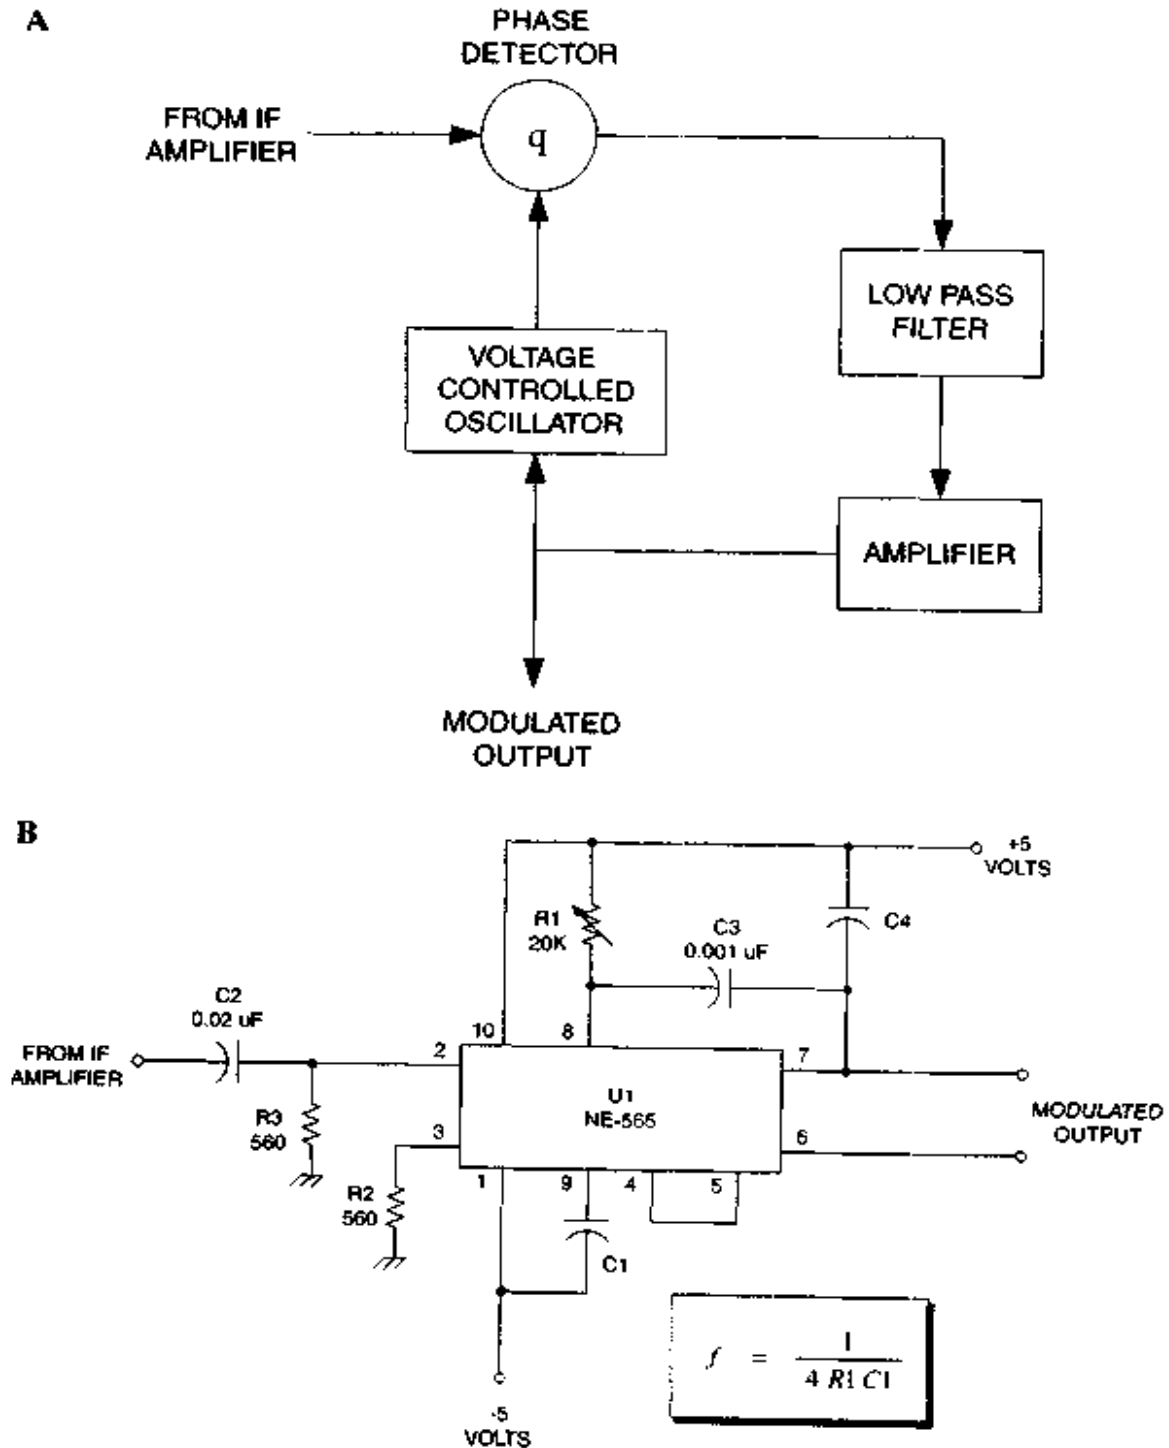 A
PHASE
DETECTOR
FROM IF
AMPLIFIER
q
LOW PASS
FILTER
VOLTAGE
CONTROLLED
OSCILLATOR
AMPLIFIER
MODULATED
OUTPUT
B
+5
VOLTS
R1
20K
C3
0.001 uF
C4
C2
0.02 uF
10
8
FROM IF
AMPLIFIER
2
7
U1
NE-565
MODULATED
OUTPUT
R3
560
3
6
1
9
4
5
R2
560
C1
f = 1
4 R1 C1
-5
VOLTS